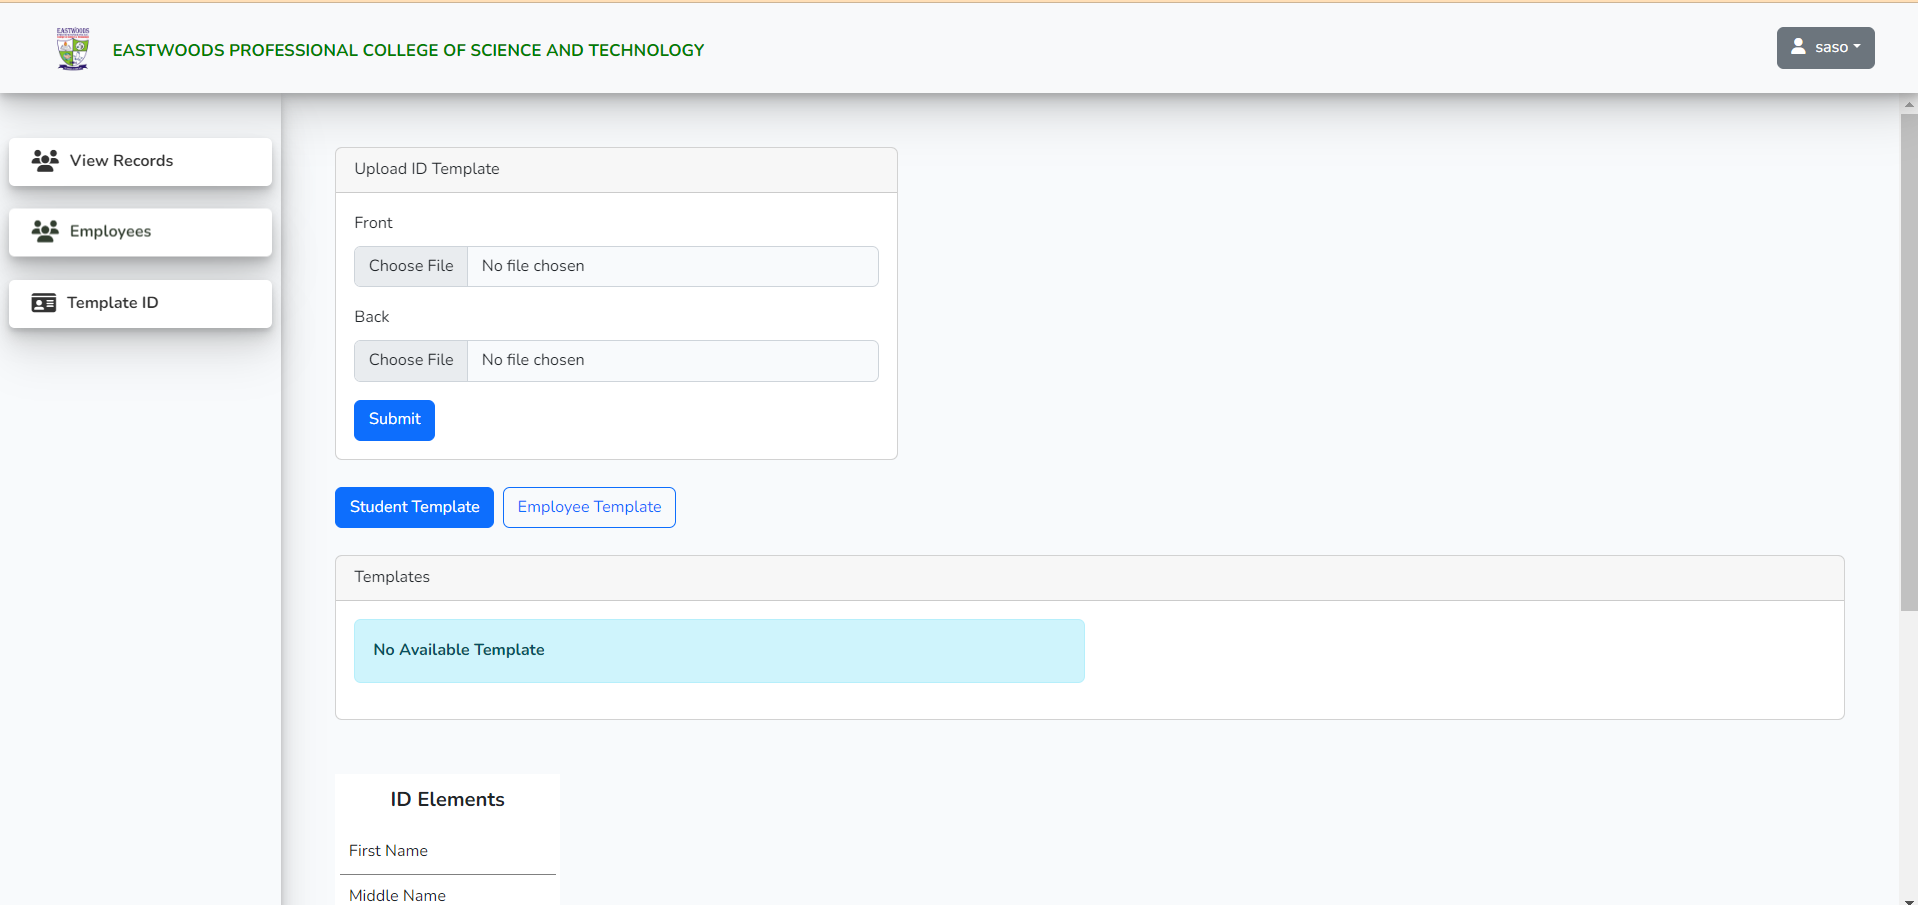 EASTWOODS
EASTWOODS PROFESSIONAL COLLEGE OF SCIENCE AND TECHNOLOGY
saso
View Records
Employees
Template ID
Upload ID Template
Front
Choose File No file chosen
Back
Choose File No file chosen
Submit
Student Template Employee Template
Templates
No Available Template
ID Elements
First Name
Middle Name